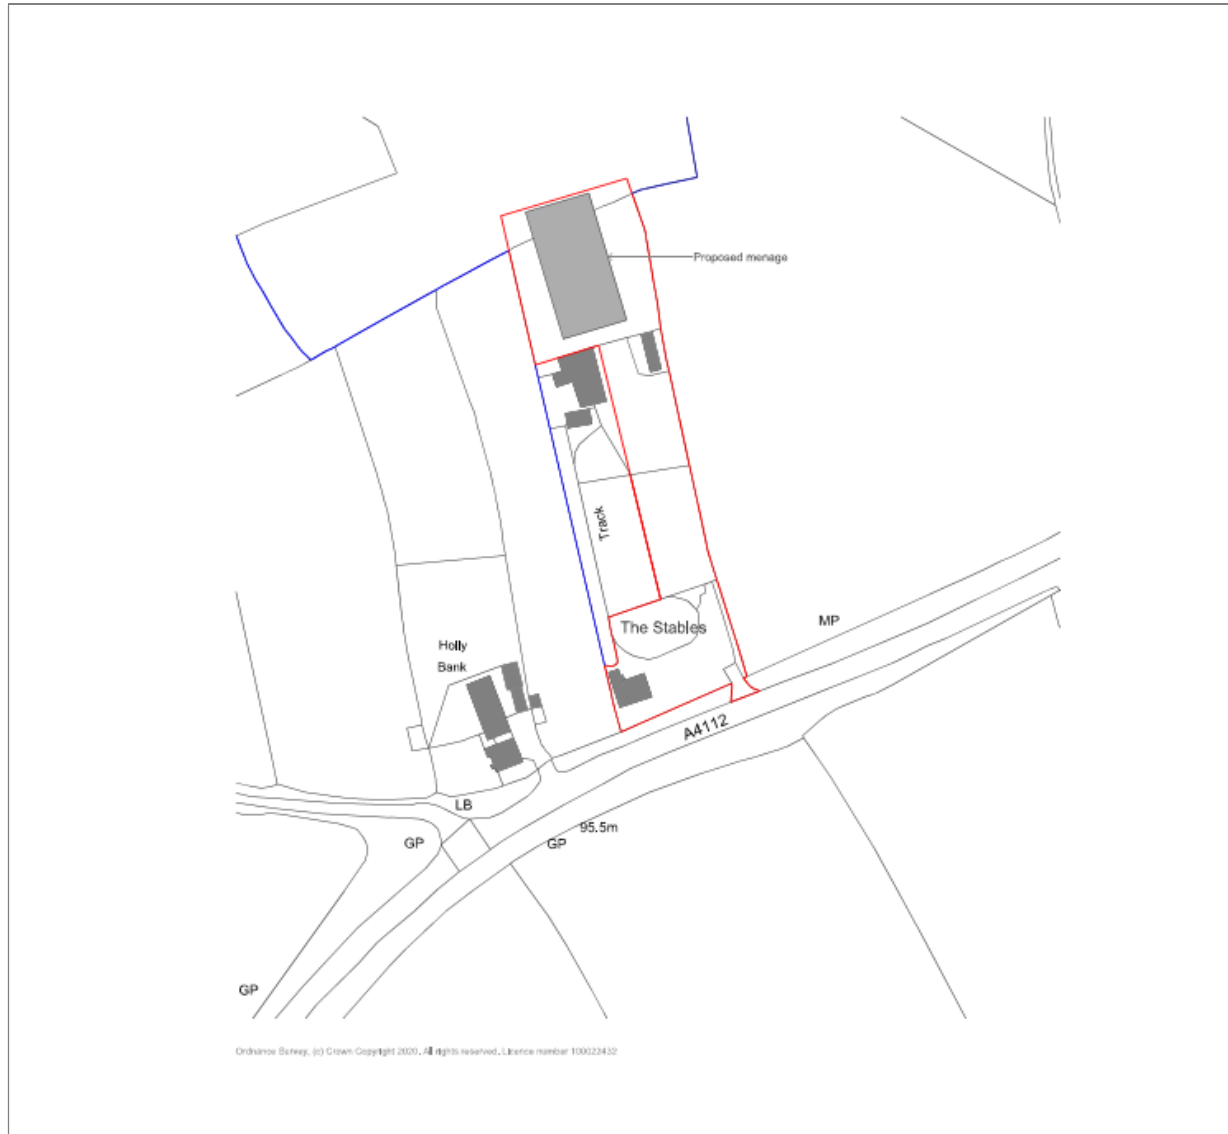 Proposed menage
Track
The Stables
MP
Holly
Bank
A4112
LB
95.5m
GP
GP
GP
Ordnance Survey, (c) Crown Copyright 2020. All rights reserved. Licence number 100022432